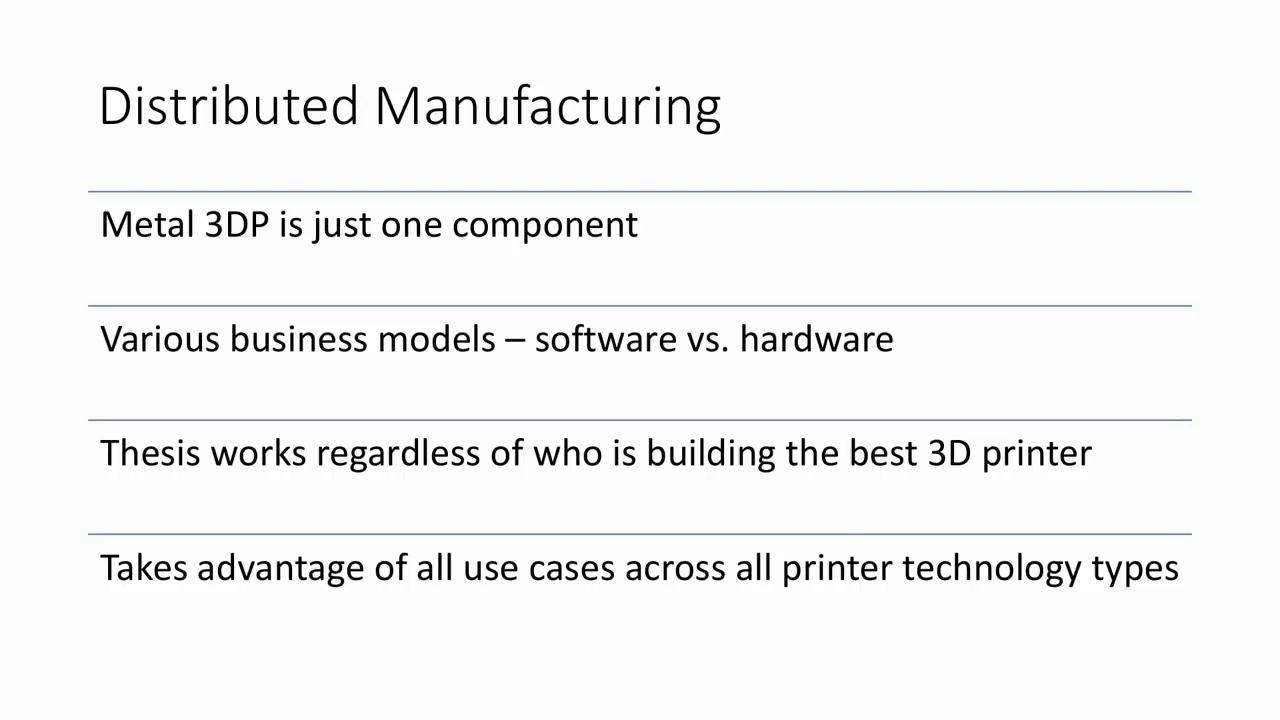 Distributed Manufacturing
Metal 3DP is just one component
Various business models – software vs. hardware
Thesis works regardless of who is building the best 3D printer
Takes advantage of all use cases across all printer technology types